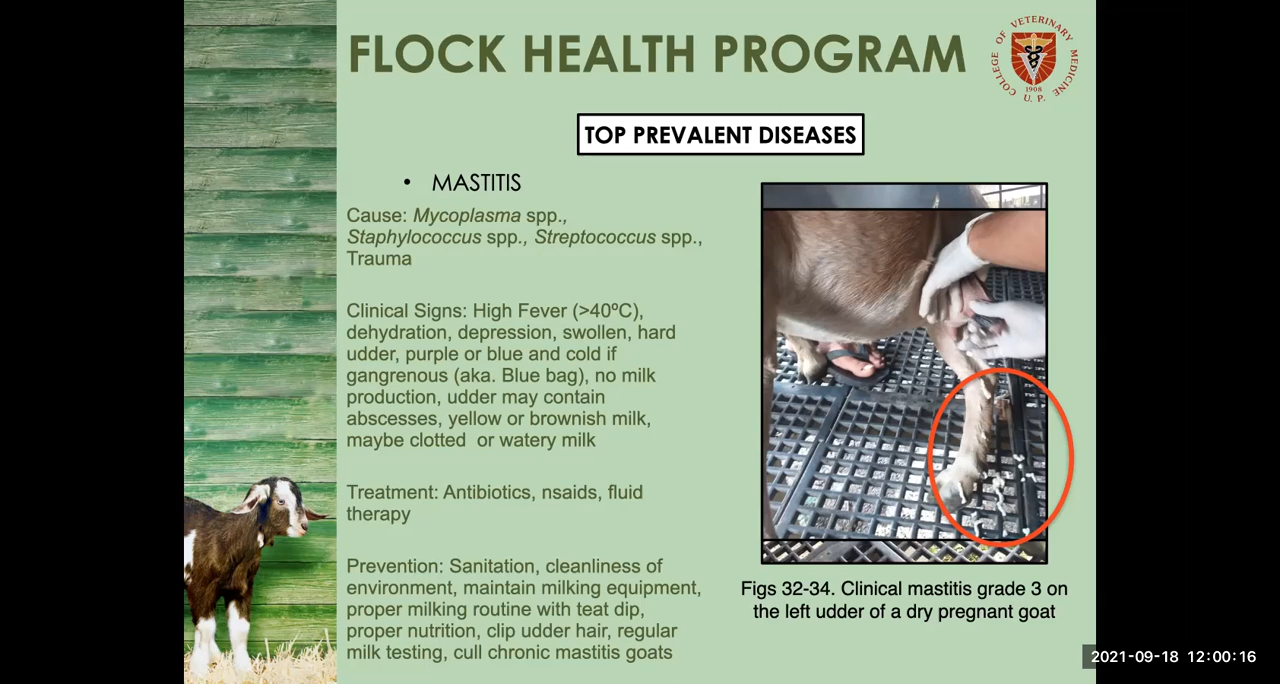 FLOCK HEALTH PROGRAM
COLLEGE OF VETERINARY MEDICINE
1908
U. P.
TOP PREVALENT DISEASES
• MASTITIS
Cause: Mycoplasma spp.,
Staphylococcus spp., Streptococcus spp.,
Trauma
Clinical Signs: High Fever (>40ºC),
dehydration, depression, swollen, hard
udder, purple or blue and cold if
gangrenous (aka. Blue bag), no milk
production, udder may contain
abscesses, yellow or brownish milk,
maybe clotted or watery milk
Treatment: Antibiotics, nsaids, fluid
therapy
Prevention: Sanitation, cleanliness of
environment, maintain milking equipment,
proper milking routine with teat dip,
proper nutrition, clip udder hair, regular
milk testing, cull chronic mastitis goats
Figs 32-34. Clinical mastitis grade 3 on
the left udder of a dry pregnant goat
2021-09-18 12:00:16